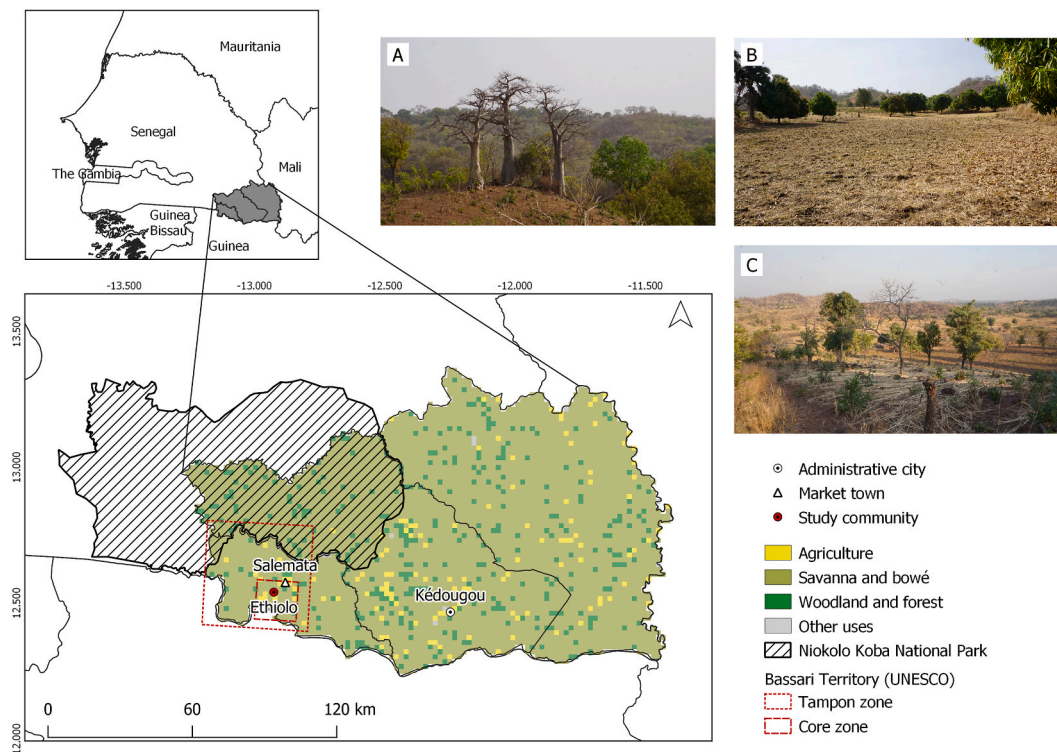 Mauritania
Senegal
Mali
The Gambia
Guinea
Bissau
Guinea
A
B
C
-13.500
-13.000
-12.500
-12.000
-11.500
13.500
13.000
12.500
12.000
Salemata
Ethiolo
Kédougou
0
60
120 km
Administrative city
Market town
Study community
Agriculture
Savanna and bowé
Woodland and forest
Other uses
Niokolo Koba National Park
Bassari Territory (UNESCO)
Tampon zone
Core zone